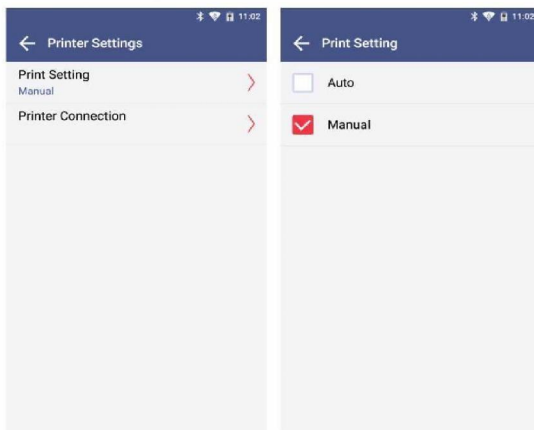 11:02
Printer Settings
Print Setting
Manual
Printer Connection
11:02
Print Setting
Auto
Manual